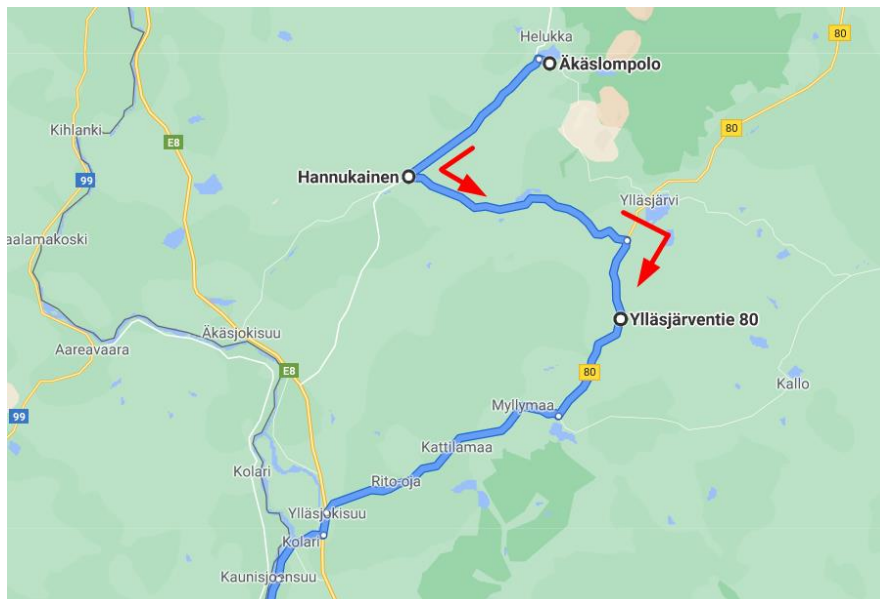 80
Helukka
Äkäslompolo
Kihlanki
E8
80
99
Hannukainen
Ylläsjärvi
aalamakoski
Äkäsjokisuu
Ylläsjärventie 80
Aareavaara
E8
80
Kallo
99
Myllymaa
Kattilamaa
Kolari
Rito-oja
Ylläsjokisuu
Kolari
Kaunisjoensuu